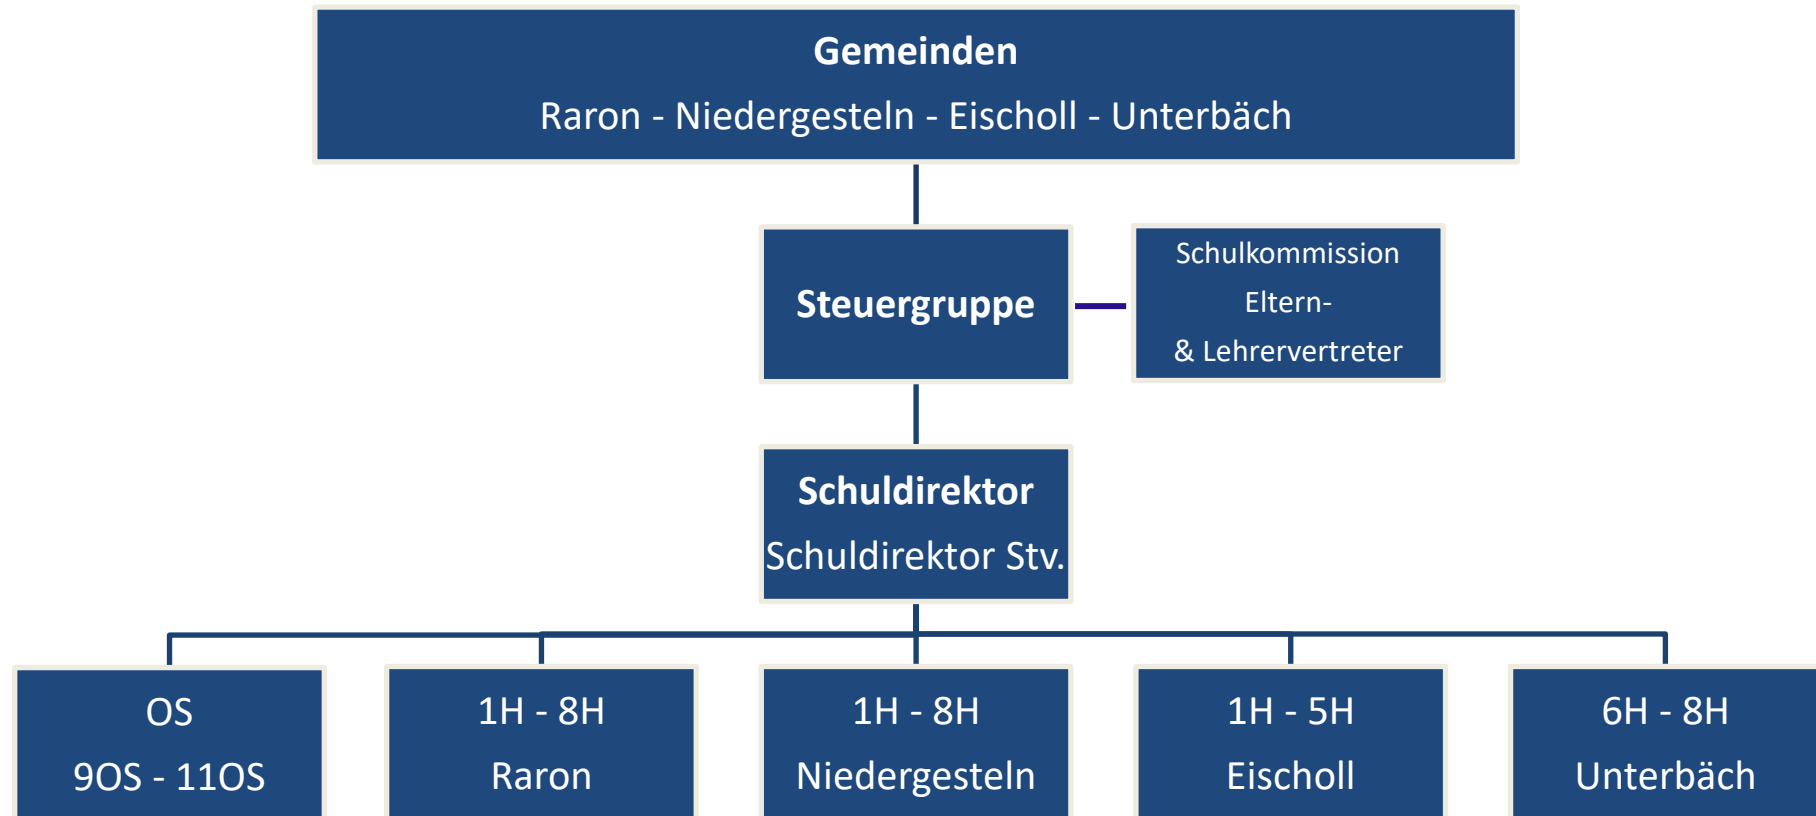 Gemeinden
Raron - Niedergesteln - Eischoll - Unterbäch
Steuergruppe
Schulkommission
Eltern-
& Lehrervertreter
Schuldirektor
Schuldirektor Stv.
OS
9OS - 11OS
1H - 8H
Raron
1H - 8H
Niedergesteln
1H - 5H
Eischoll
6H - 8H
Unterbäch